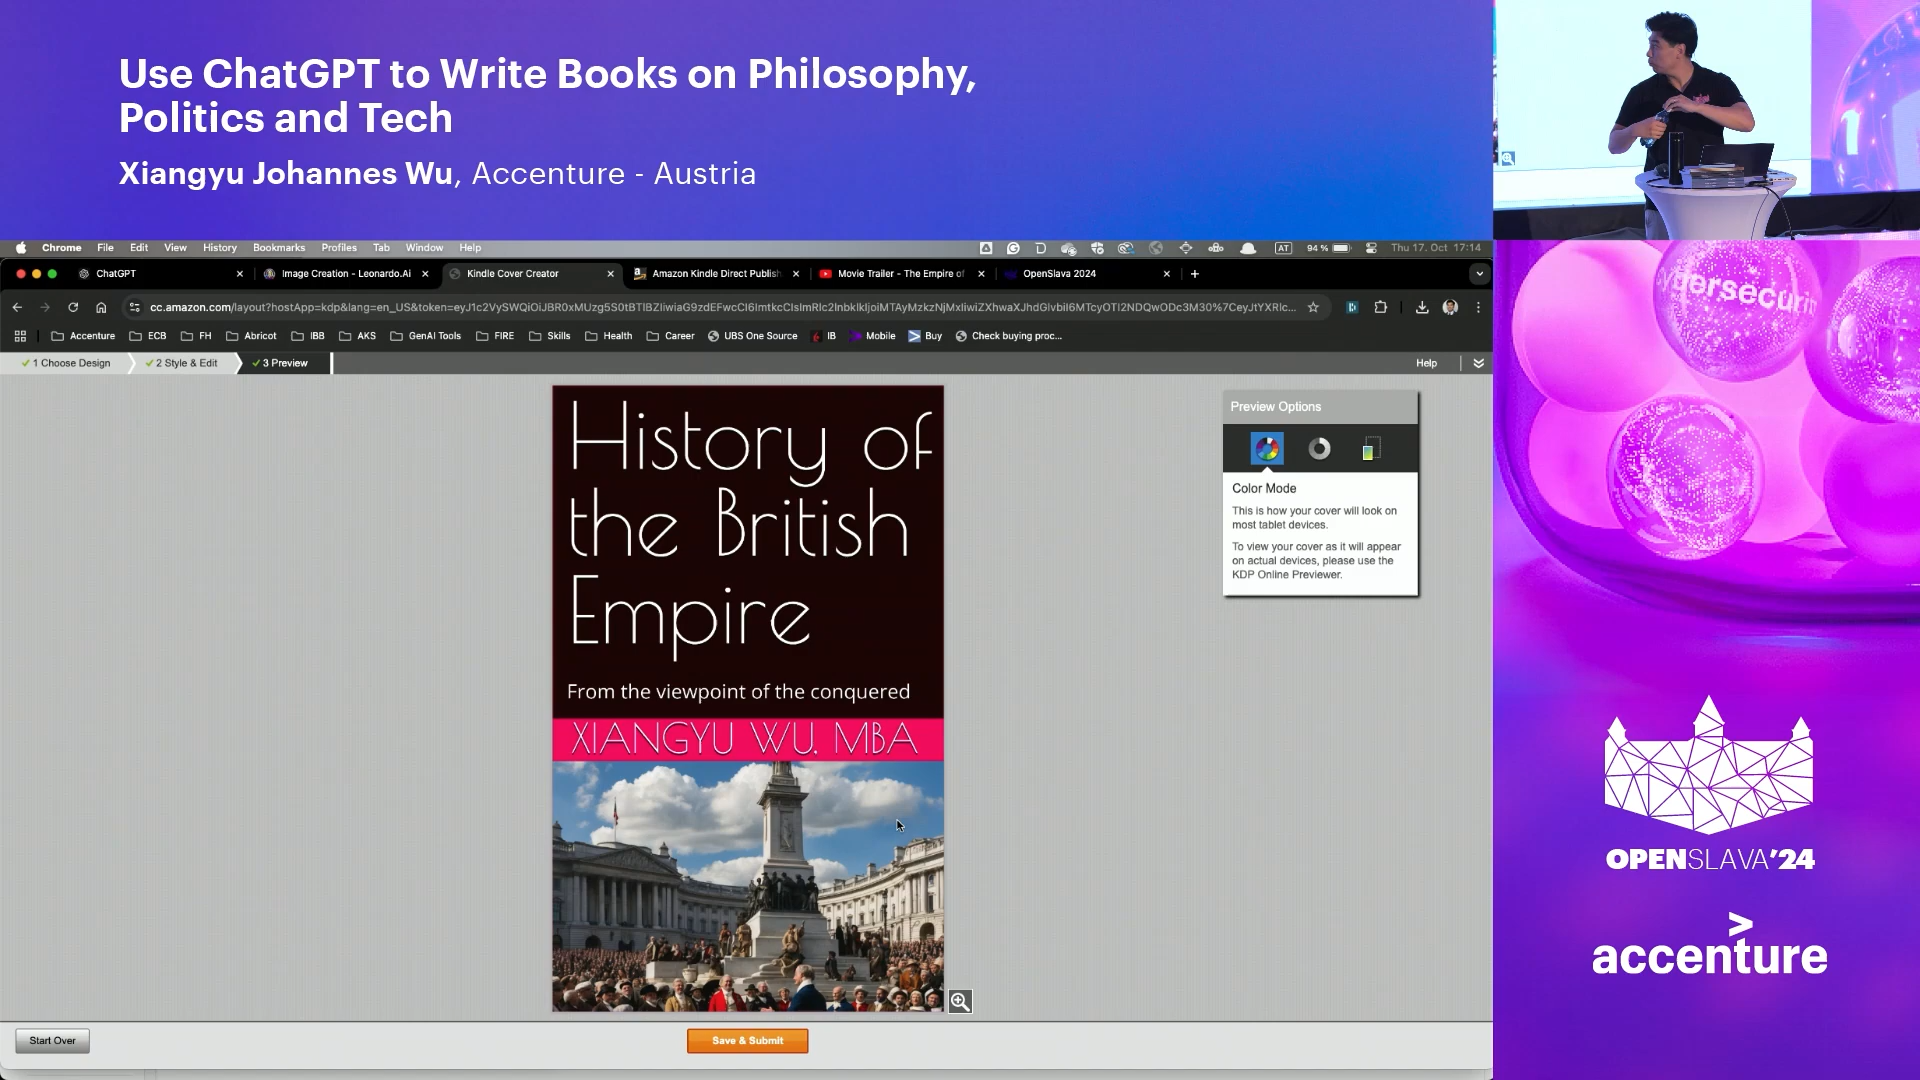 Use ChatGPT to Write Books on Philosophy,
Politics and Tech
Xiangyu Johannes Wu, Accenture - Austria
Chrome File Edit View History Bookmarks Profiles Tab Window Help
AT 94 % Thu 17. Oct 17:14
ChatGPT
Image Creation - Leonardo.Ai
Kindle Cover Creator
Amazon Kindle Direct Publish
Movie Trailer - The Empire of
OpenSlava 2024
Accenture ECB FH Abricot IBB AKS GenAI Tools FIRE Skills Health Career UBS One Source IB Mobile Buy Check buying proc...
1 Choose Design
2 Style & Edit
3 Preview
Help
History of
the British
Empire
From the viewpoint of the conquered
XIANGYU WU, MBA
Preview Options
Color Mode
This is how your cover will look on
most tablet devices.
To view your cover as it will appear
on actual devices, please use the
KDP Online Previewer.
Start Over
Save & Submit
OPENSLAVA'24
accenture